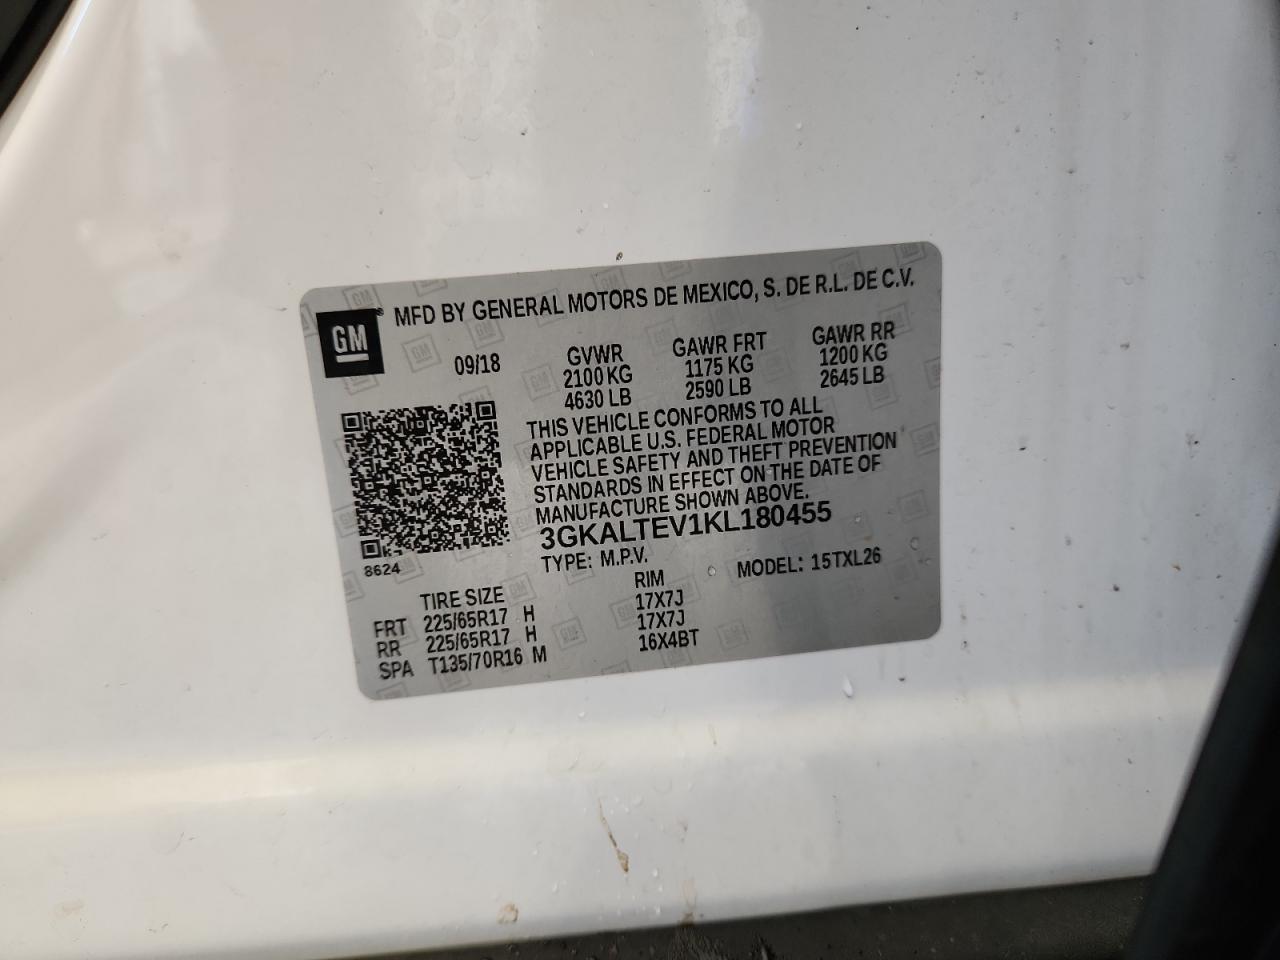 GM
MFD BY GENERAL MOTORS DE MEXICO, S. DE R.L. DE C.V.
09/18 GVWR GAWR FRT GAWR RR
2100 KG 1175 KG 1200 KG
4630 LB 2590 LB 2645 LB
THIS VEHICLE CONFORMS TO ALL
APPLICABLE U.S. FEDERAL MOTOR
VEHICLE SAFETY AND THEFT PREVENTION
STANDARDS IN EFFECT ON THE DATE OF
MANUFACTURE SHOWN ABOVE.
3GKALTEV1KL180455
8624
TYPE: M.P.V. MODEL: 15TXL26
TIRE SIZE RIM
FRT 225/65R17 H 17X7J
RR 225/65R17 H 17X7J
SPA T135/70R16 M 16X4BT